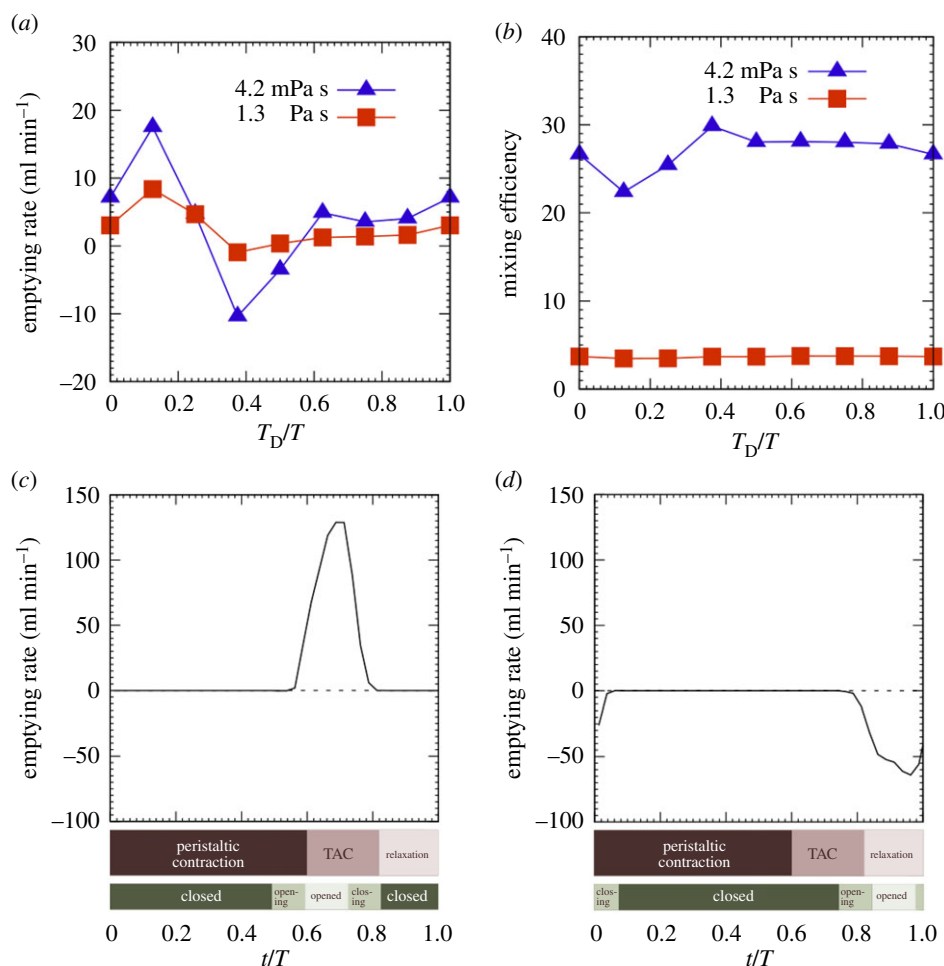 (a)
30
20
10
0
–10
–20
emptying rate (ml min–1)
4.2 mPa s
1.3 Pa s
0 0.2 0.4 0.6 0.8 1.0
TD/T
(b)
40
30
20
10
0
mixing efficiency
4.2 mPa s
1.3 Pa s
0 0.2 0.4 0.6 0.8 1.0
TD/T
(c)
150
100
50
0
–50
–100
emptying rate (ml min–1)
peristaltic
contraction
TAC
relaxation
closed
open-
ing
opened
clos-
ing
closed
0 0.2 0.4 0.6 0.8 1.0
t/T
(d)
150
100
50
0
–50
–100
emptying rate (ml min–1)
peristaltic
contraction
TAC
relaxation
clos-
ing
closed
open-
ing
opened
0 0.2 0.4 0.6 0.8 1.0
t/T